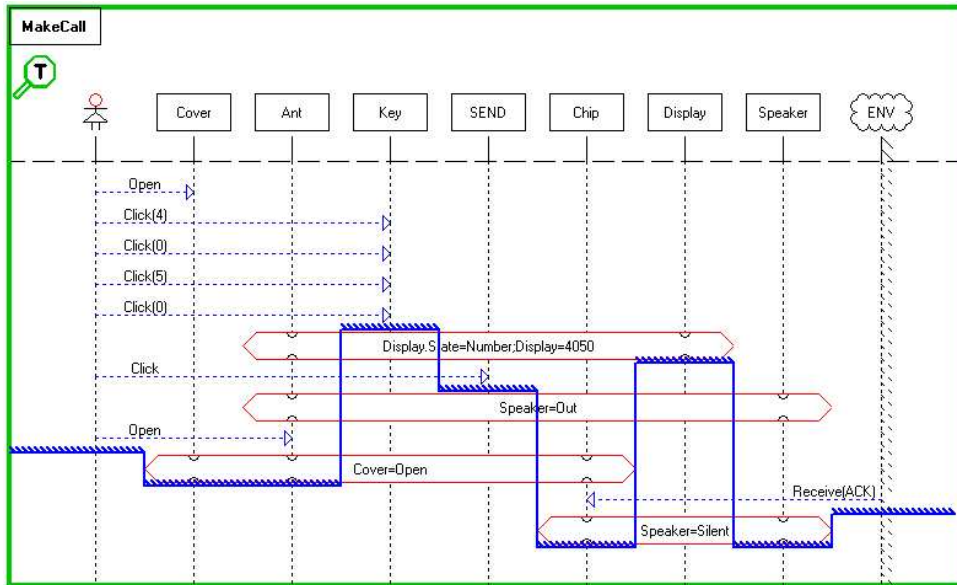 MakeCall
T
Cover Ant Key SEND Chip Display Speaker ENV
Open
Click(4)
Click(0)
Click(5)
Click(0)
Display.State=Number;Display=4050
Click
Speaker=Out
Open
Cover=Open
Receive(ACK)
Speaker=Silent